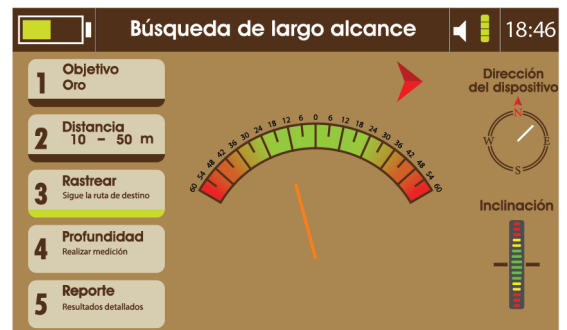 Búsqueda de largo alcance
18:46
1 Objetivo
Oro
2 Distancia
10 - 50 m
3 Rastrear
Sigue la ruta de destino
4 Profundidad
Realizar medición
5 Reporte
Resultados detallados
60 54 48 42 36 30 24 18 12 6 0 6 12 18 24 30 36 42 48 54 60
Dirección
del dispositivo
N
W E
S
Inclinación